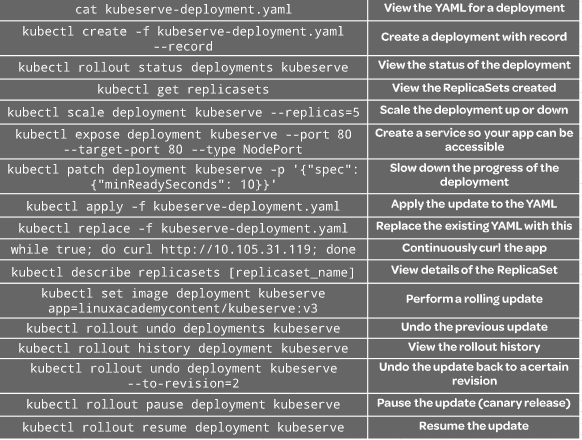 cat kubeserve-deployment.yaml
View the YAML for a deployment
kubectl create -f kubeserve-deployment.yaml
--record
Create a deployment with record
kubectl rollout status deployments kubeserve
View the status of the deployment
kubectl get replicasets
View the ReplicaSets created
kubectl scale deployment kubeserve --replicas=5
Scale the deployment up or down
kubectl expose deployment kubeserve --port 80
--target-port 80 --type NodePort
Create a service so your app can be
accessible
kubectl patch deployment kubeserve -p '{"spec":
{"minReadySeconds": 10}}'
Slow down the progress of the
deployment
kubectl apply -f kubeserve-deployment.yaml
Apply the update to the YAML
kubectl replace -f kubeserve-deployment.yaml
Replace the existing YAML with this
while true; do curl http://10.105.31.119; done
Continuously curl the app
kubectl describe replicasets [replicaset_name]
View details of the ReplicaSet
kubectl set image deployment kubeserve
app=linuxacademycontent/kubeserve:v3
Perform a rolling update
kubectl rollout undo deployments kubeserve
Undo the previous update
kubectl rollout history deployment kubeserve
View the rollout history
kubectl rollout undo deployment kubeserve
--to-revision=2
Undo the update back to a certain
revision
kubectl rollout pause deployment kubeserve
Pause the update (canary release)
kubectl rollout resume deployment kubeserve
Resume the update